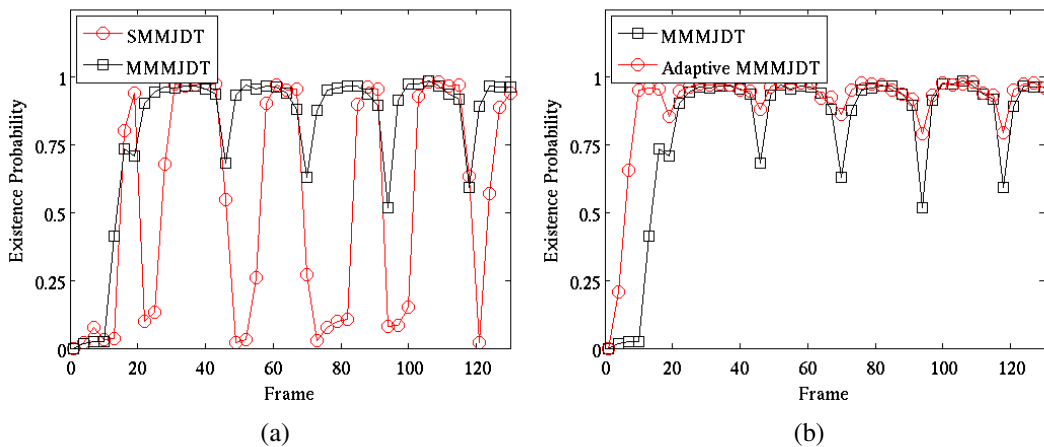 SMMJDT
MMMJDT
1
0.75
0.5
0.25
0
Existence Probability
0 20 40 60 80 100 120
Frame
(a)
MMMJDT
Adaptive MMMJDT
1
0.75
0.5
0.25
0
Existence Probability
0 20 40 60 80 100 120
Frame
(b)